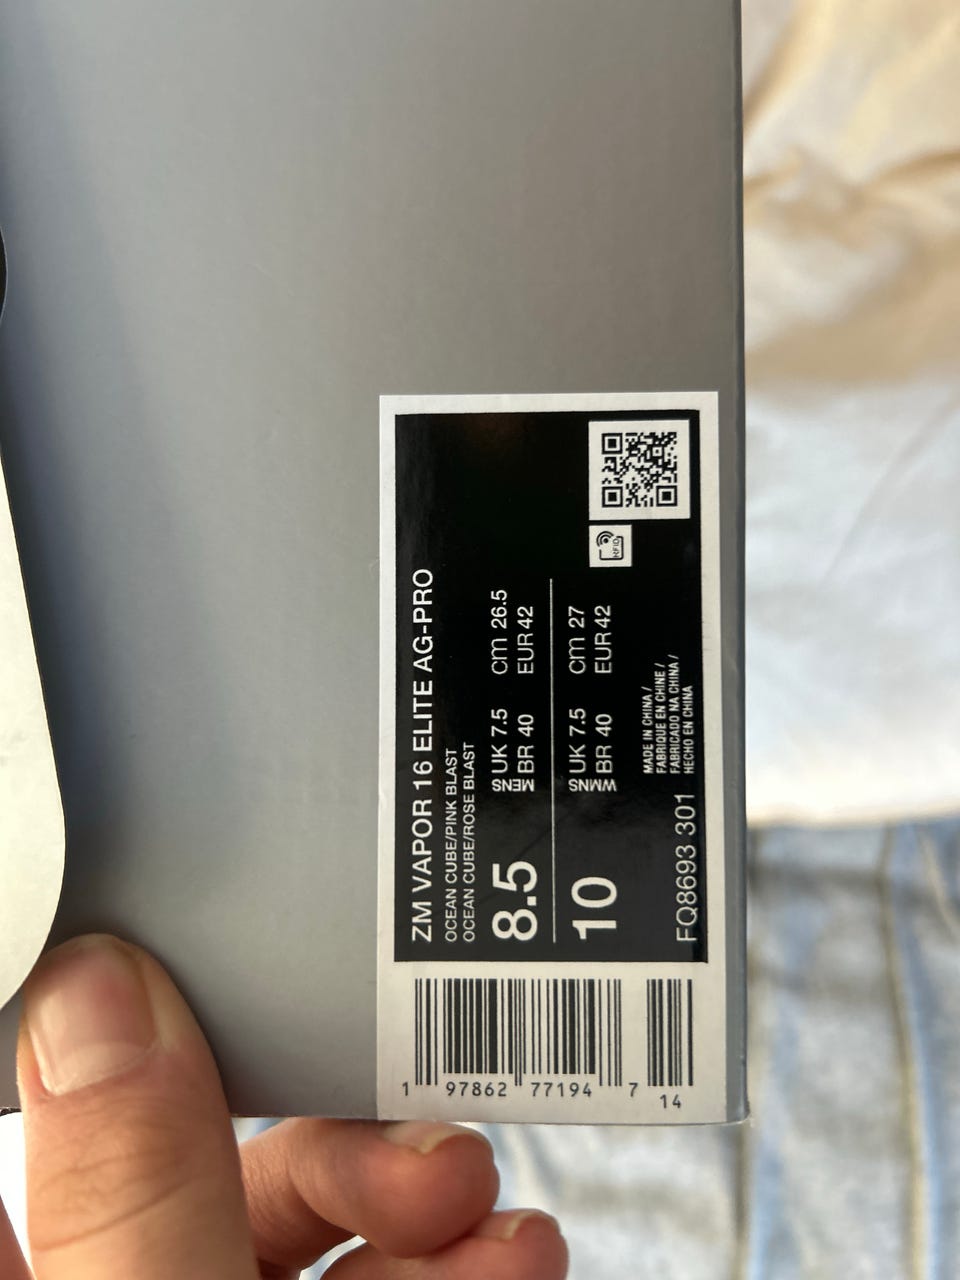 ZM VAPOR 16 ELITE AG-PRO
OCEAN CUBE/PINK BLAST
OCEAN CUBE/ROSE BLAST
8.5 MENS UK 7.5 cm 26.5
BR 40 EUR 42
10 WMNS UK 7.5 cm 27
BR 40 EUR 42
RFID
FQ8693 301
MADE IN CHINA /
FABRIQUE EN CHINE /
FABRICADO NA CHINA /
HECHO EN CHINA
1 97862 77194 7 14